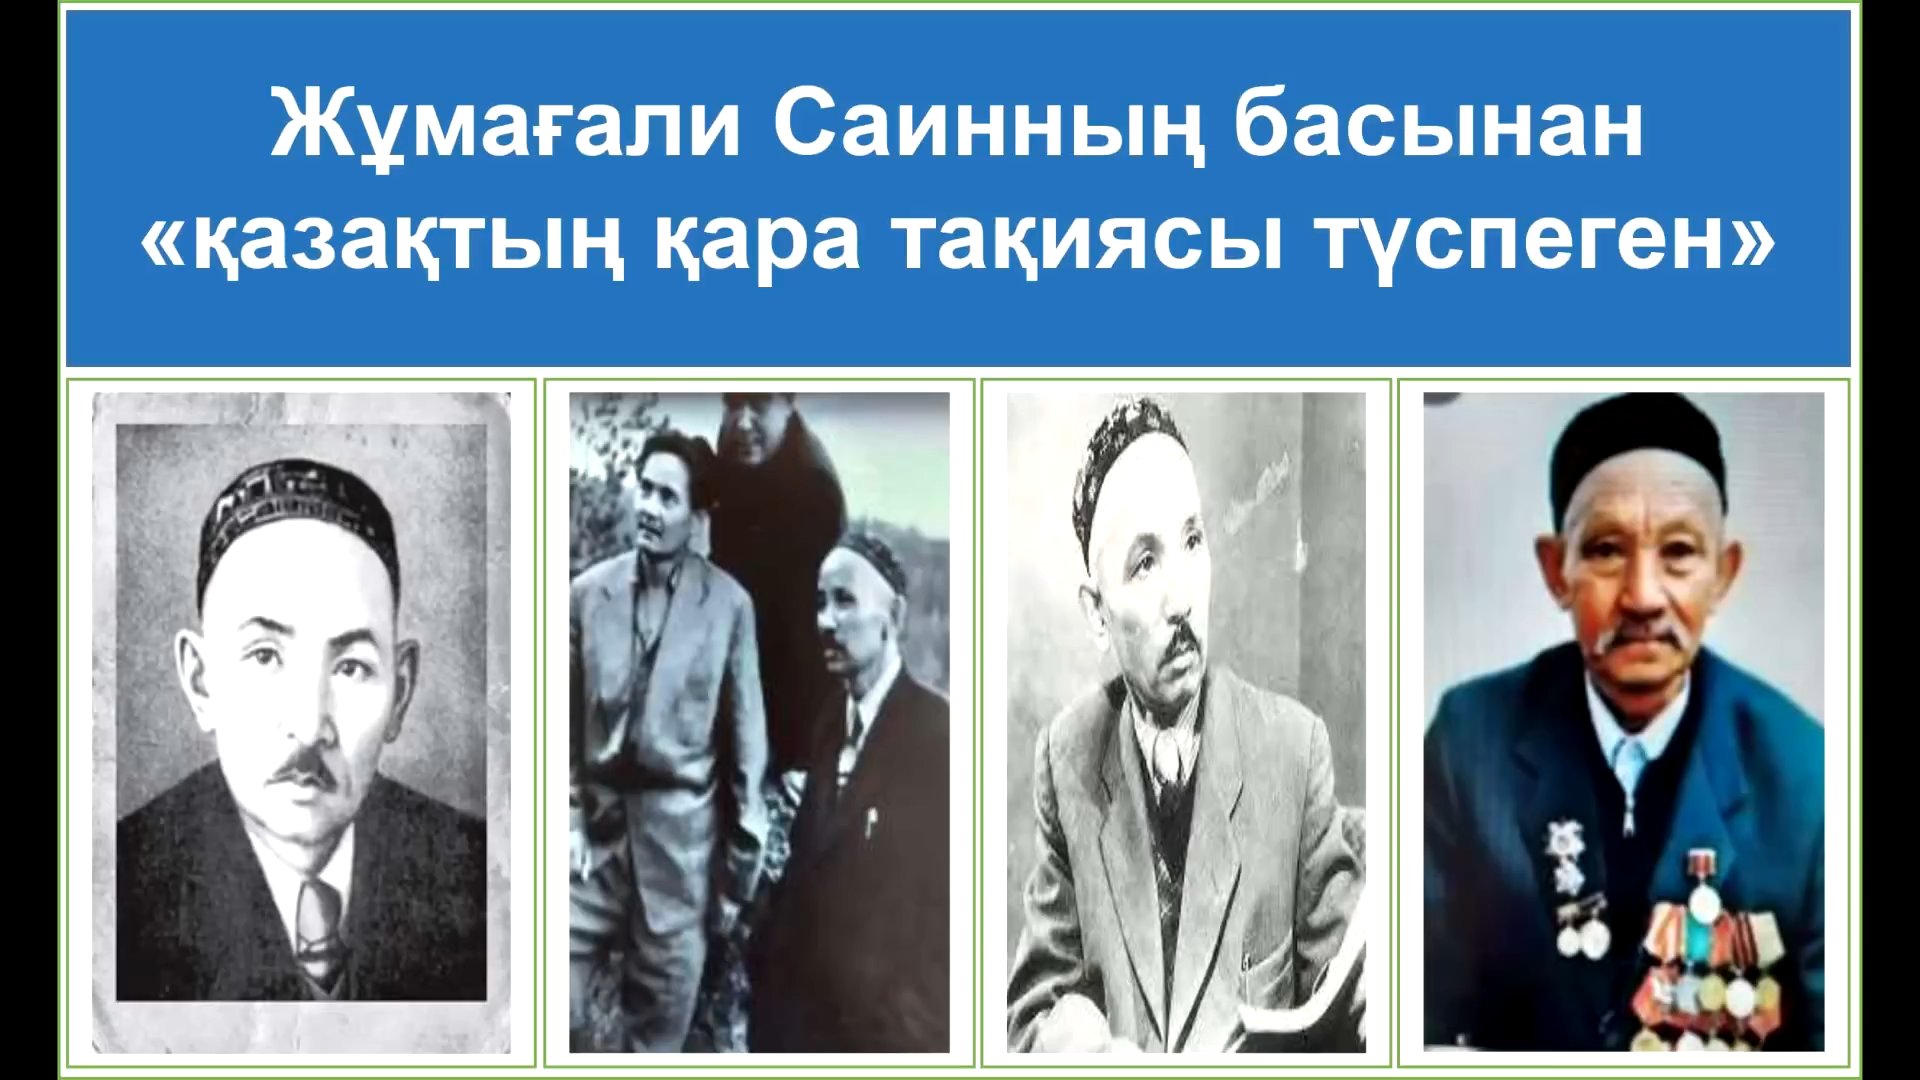 Жұмағали Саинның басынан
«қазақтың қара тақиясы түспеген»